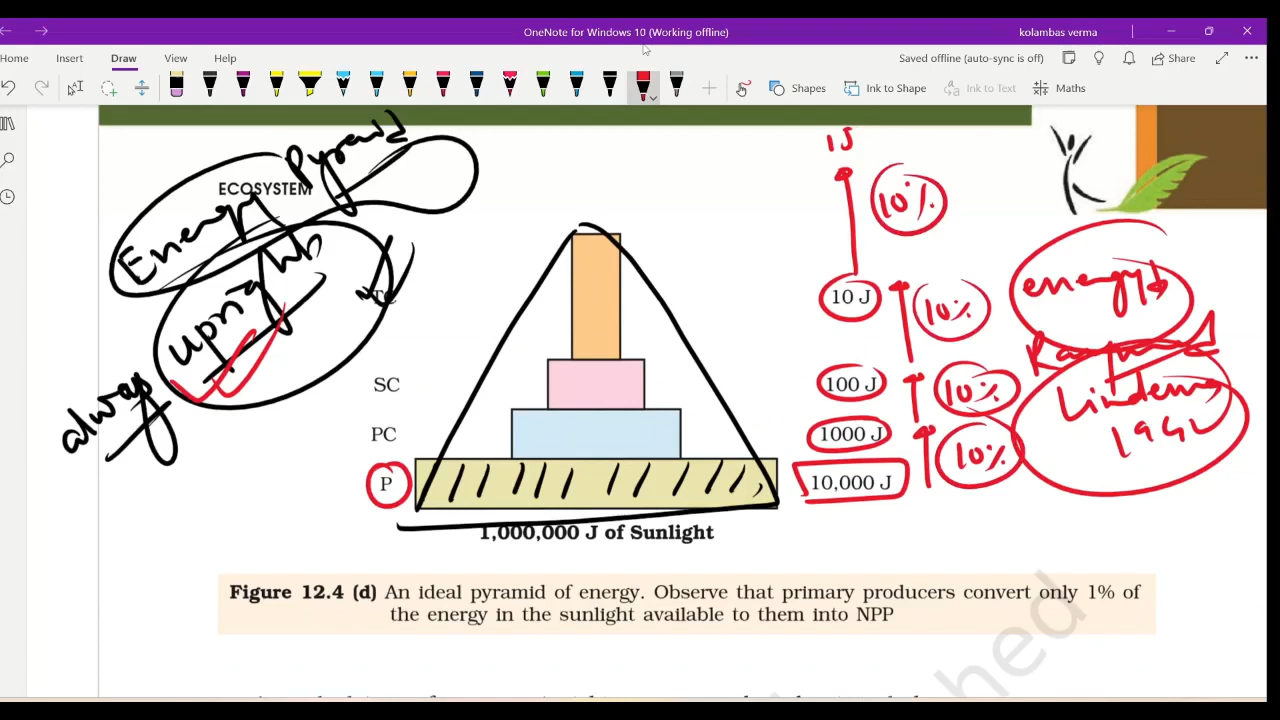 OneNote for Windows 10 (Working offline)
kolambas verma
Home Insert Draw View Help
Saved offline (auto-sync is off)
Share
Shapes
Ink to Shape
Ink to Text
Maths
ECOSYSTEM
Energy Pyramid
upright
always
TC
SC
PC
P
1J
10%
10 J
10%
100 J
10%
1000 J
10%
10,000 J
energy↓
Lindeman
1942
1,000,000 J of Sunlight
Figure 12.4 (d) An ideal pyramid of energy. Observe that primary producers convert only 1% of
the energy in the sunlight available to them into NPP
shed